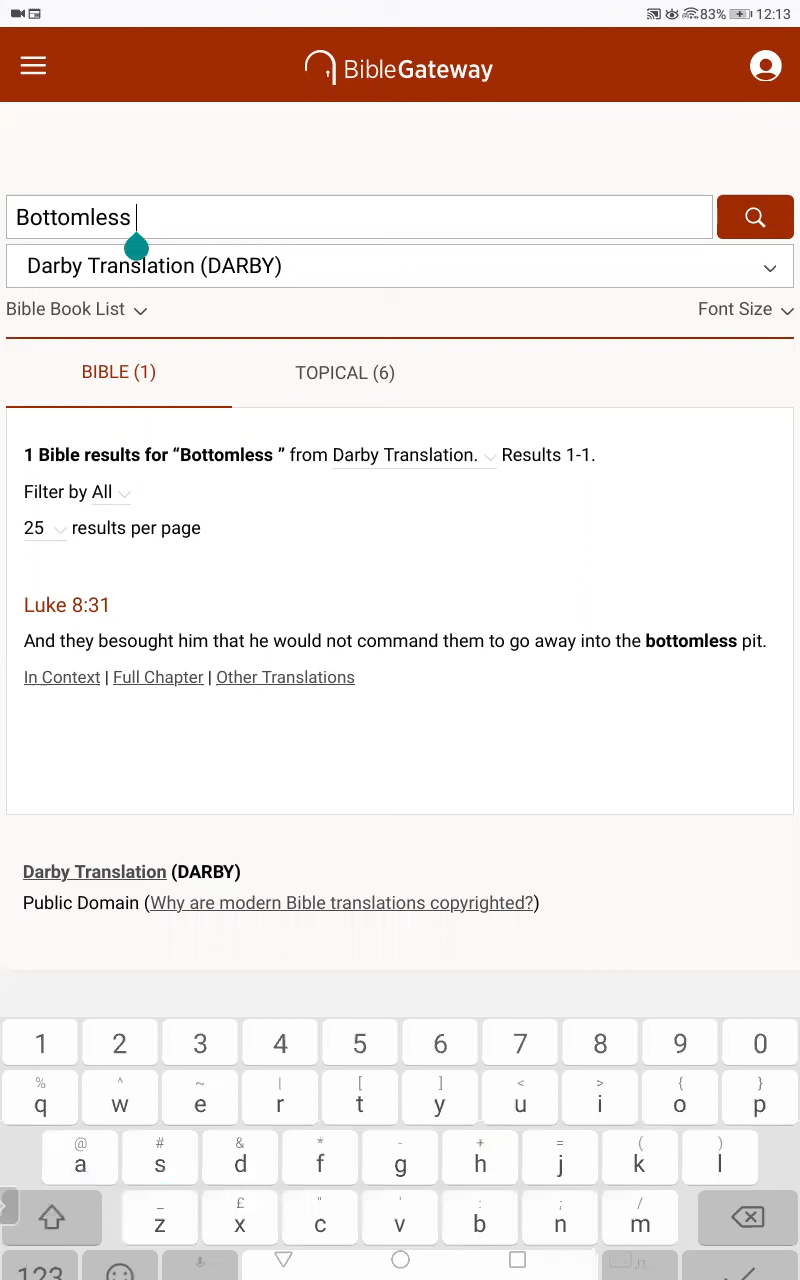 83% 12:13
BibleGateway
Bottomless
Darby Translation (DARBY)
Bible Book List Font Size
BIBLE (1) TOPICAL (6)
1 Bible results for “Bottomless ” from Darby Translation. Results 1-1.
Filter by All
25 results per page
Luke 8:31
And they besought him that he would not command them to go away into the bottomless pit.
In Context | Full Chapter | Other Translations
Darby Translation (DARBY)
Public Domain (Why are modern Bible translations copyrighted?)
1 2 3 4 5 6 7 8 9 0
% ^ ~ | [ ] < > { }
q w e r t y u i o p
@ # & * - + = ( )
a s d f g h j k l
_ £ " ' : ; /
z x c v b n m
123